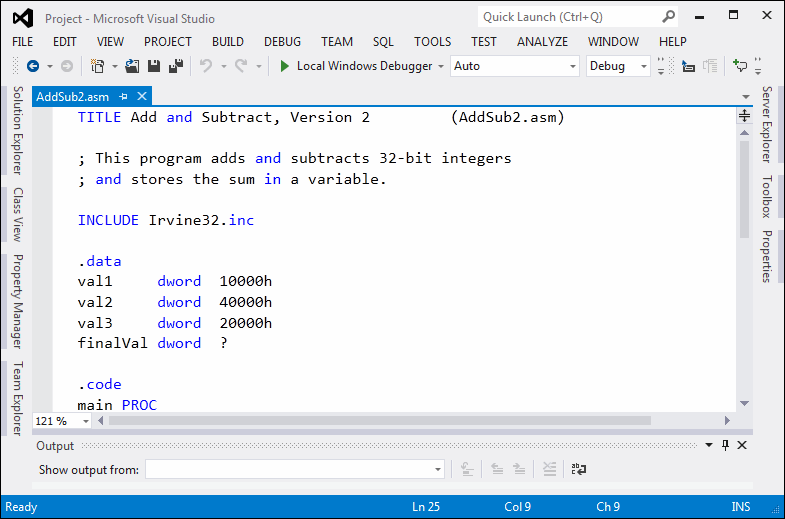 Project - Microsoft Visual Studio
Quick Launch (Ctrl+Q)
FILE EDIT VIEW PROJECT BUILD DEBUG TEAM SQL TOOLS TEST ANALYZE WINDOW HELP
Local Windows Debugger Auto Debug
AddSub2.asm
Solution Explorer
Class View
Property Manager
Team Explorer
TITLE Add and Subtract, Version 2 (AddSub2.asm)
; This program adds and subtracts 32-bit integers
; and stores the sum in a variable.
INCLUDE Irvine32.inc
.data
val1 dword 10000h
val2 dword 40000h
val3 dword 20000h
finalVal dword ?
.code
main PROC
Server Explorer
Toolbox
Properties
121 %
Output
Show output from:
Ready Ln 25 Col 9 Ch 9 INS